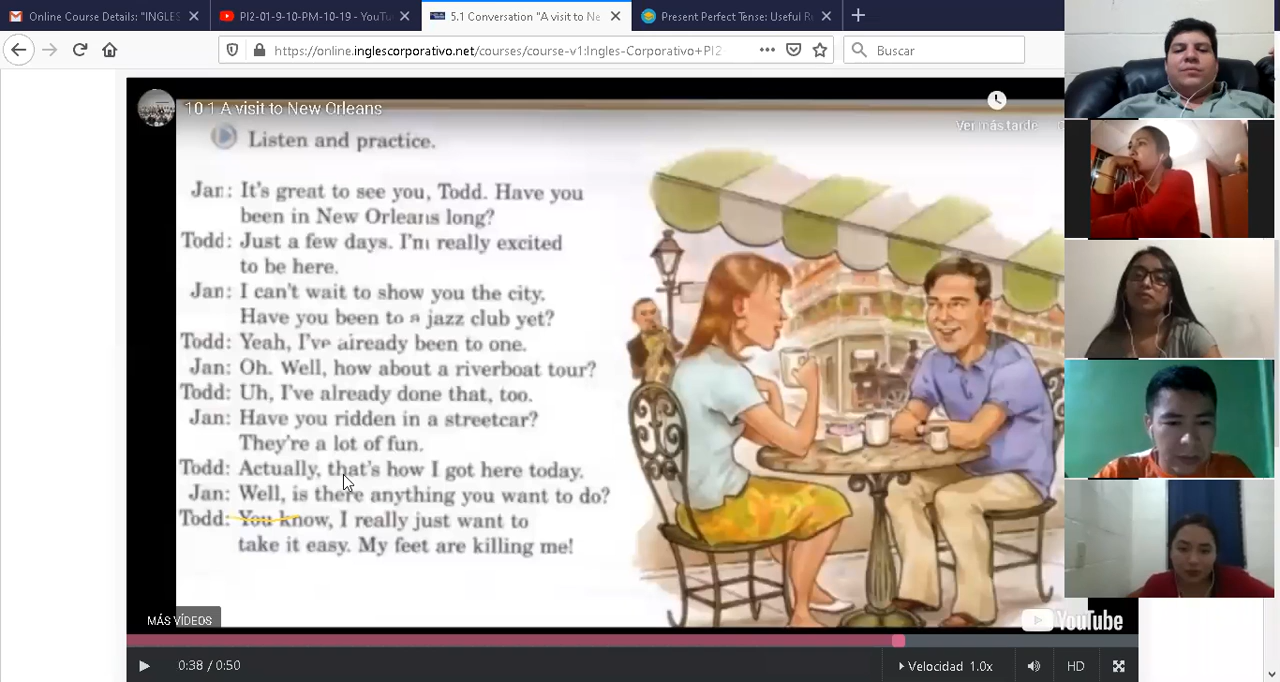 Online Course Details: "INGLES
PI2-01-9-10-PM-10-19 - YouTu
5.1 Conversation "A visit to Ne
Present Perfect Tense: Useful R
https://online.inglescorporativo.net/courses/course-v1:Ingles-Corporativo+PI2
Buscar
10 1 A visit to New Orleans
Ver más tarde
Listen and practice.
Jan: It's great to see you, Todd. Have you
been in New Orleans long?
Todd: Just a few days. I'm really excited
to be here.
Jan: I can't wait to show you the city.
Have you been to a jazz club yet?
Todd: Yeah, I've already been to one.
Jan: Oh. Well, how about a riverboat tour?
Todd: Uh, I've already done that, too.
Jan: Have you ridden in a streetcar?
They're a lot of fun.
Todd: Actually, that's how I got here today.
Jan: Well, is there anything you want to do?
Todd: You know, I really just want to
take it easy. My feet are killing me!
MÁS VÍDEOS
YouTube
0:38 / 0:50
Velocidad 1.0x
HD